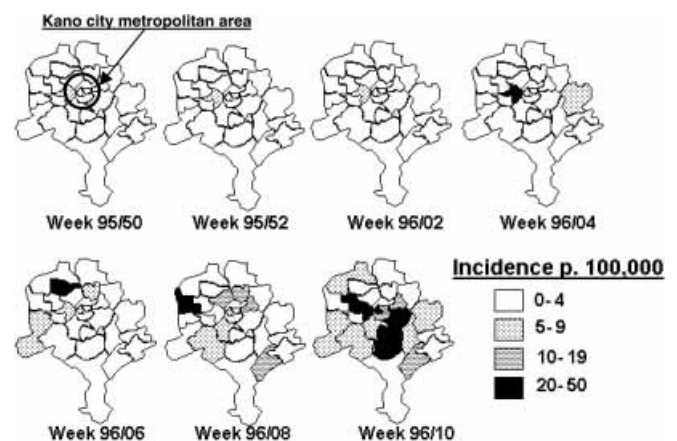 Kano city metropolitan area
Week 95/50
Week 95/52
Week 96/02
Week 96/04
Incidence p. 100,000
0- 4
5- 9
10- 19
20- 50
Week 96/06
Week 96/08
Week 96/10